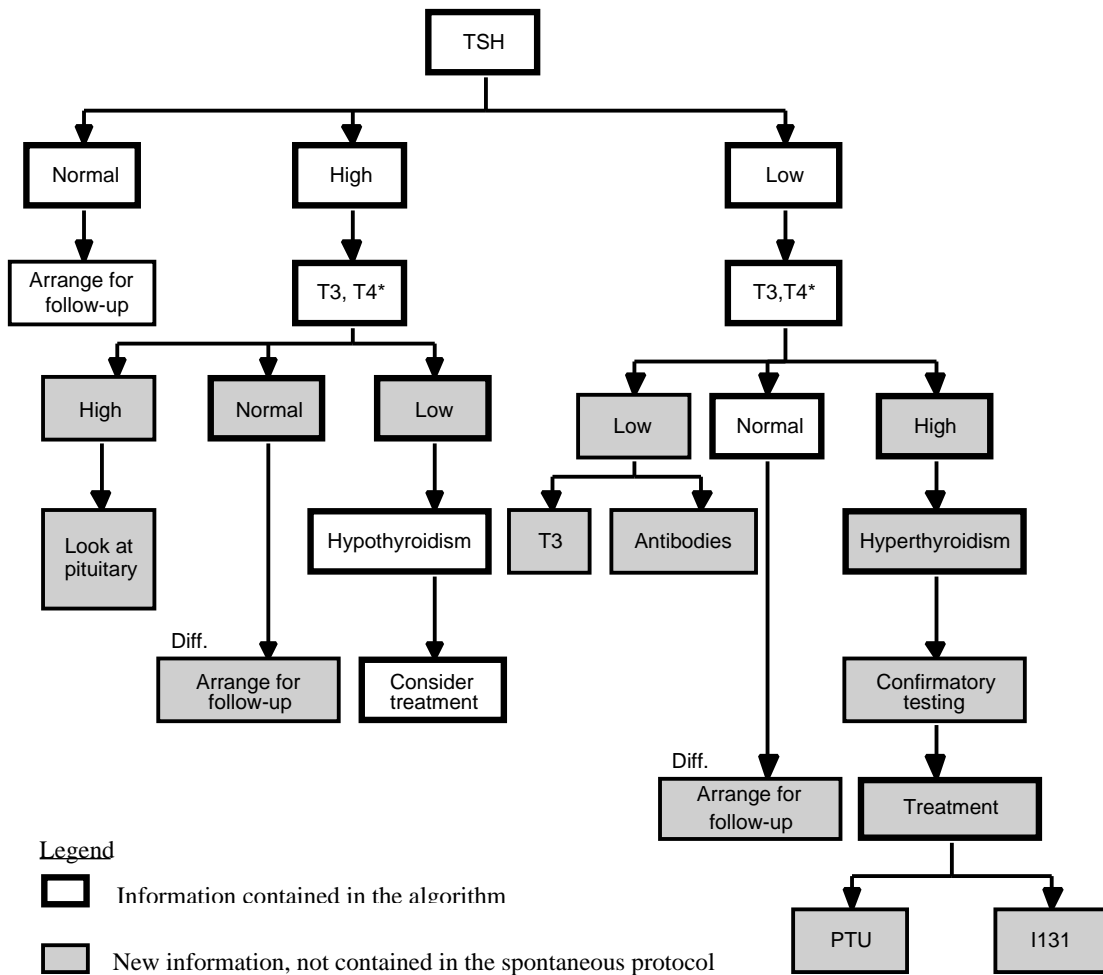 TSH
Normal
High
Low
Arrange for
follow-up
T3, T4*
T3,T4*
High
Normal
Low
Low
Normal
High
Look at
pituitary
Hypothyroidism
T3
Antibodies
Hyperthyroidism
Diff.
Arrange for
follow-up
Consider
treatment
Confirmatory
testing
Diff.
Arrange for
follow-up
Treatment
PTU
I131
Legend
Information contained in the algorithm
New information, not contained in the spontaneous protocol